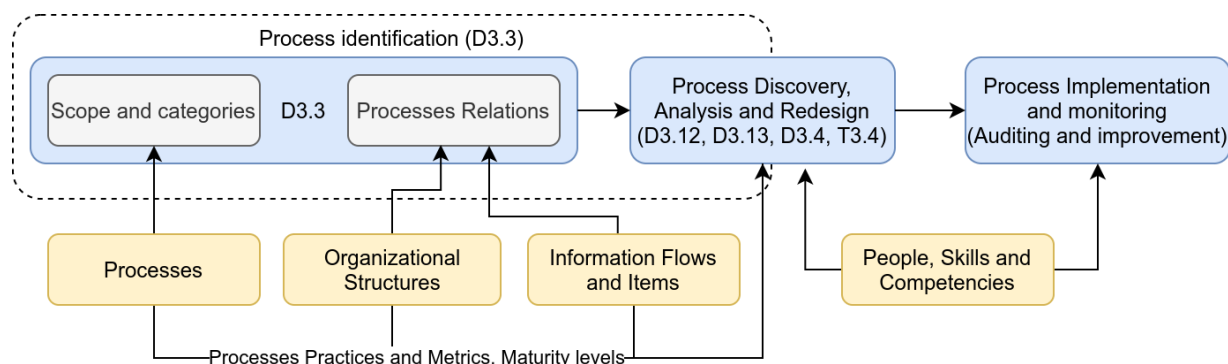 Process identification (D3.3)
Scope and categories
D3.3
Processes Relations
Process Discovery,
Analysis and Redesign
(D3.12, D3.13, D3.4, T3.4)
Process Implementation
and monitoring
(Auditing and improvement)
Processes
Organizational
Structures
Information Flows
and Items
People, Skills and
Competencies
Processes Practices and Metrics, Maturity levels